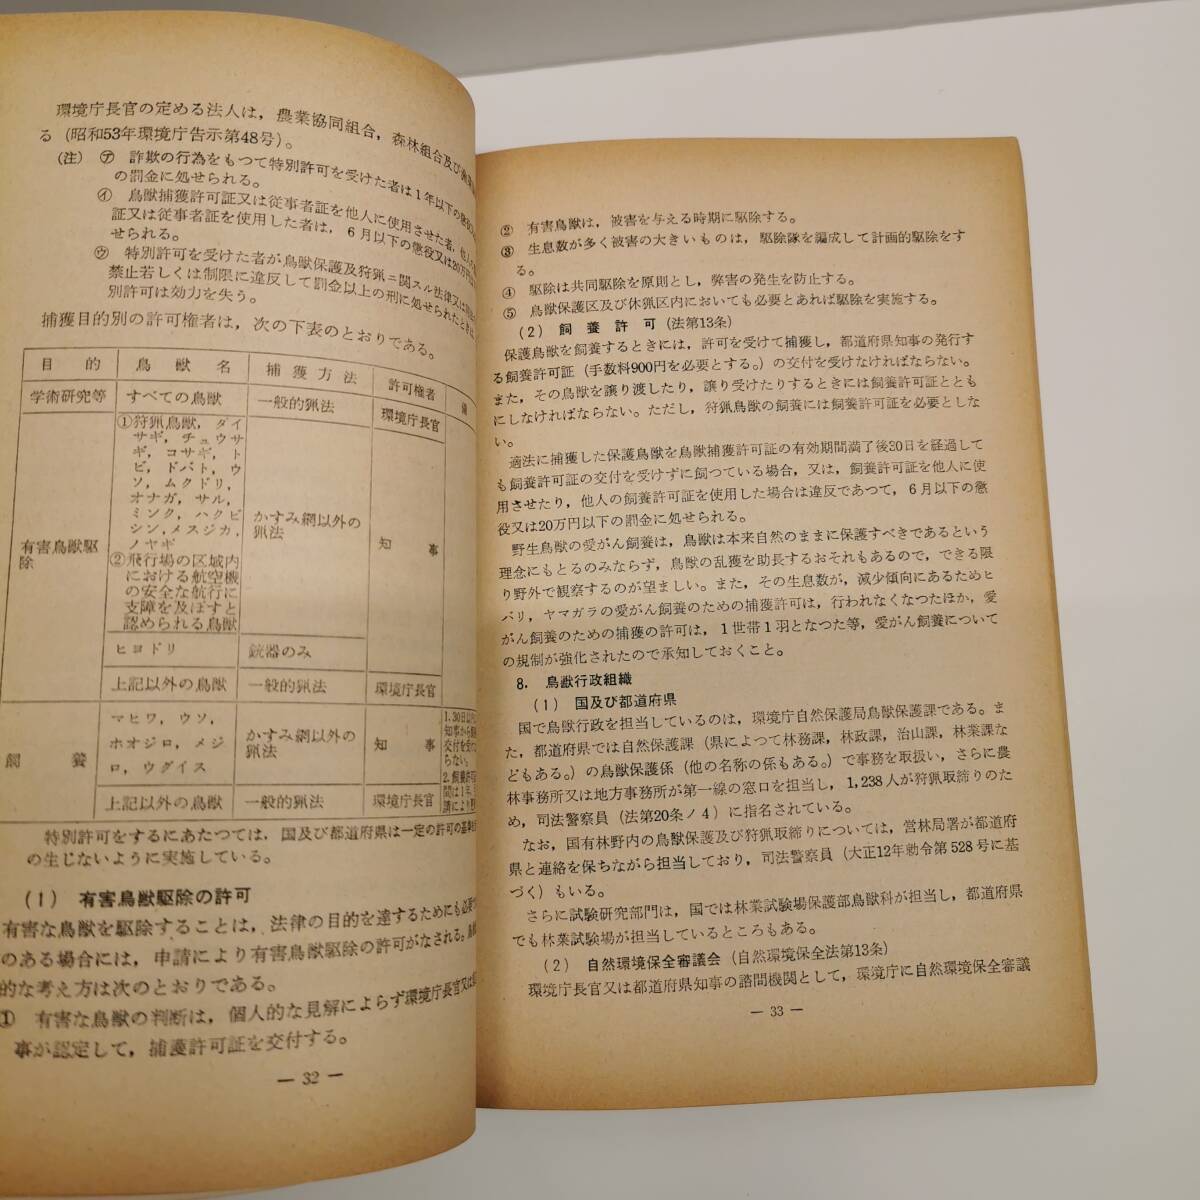 環境庁長官の定める法人は，農業協同組合，森林組合及び
る（昭和53年環境庁告示第48号）。
（注） ㋐ 詐欺の行為をもつて特別許可を受けた者は1年以下の
の罰金に処せられる。
㋑ 鳥獣捕獲許可証又は従事者証を他人に使用させた者，他人の
証又は従事者証を使用した者は，6月以下の懲役又は20万円
せられる。
㋒ 特別許可を受けた者が鳥獣保護及狩猟ニ関スル法律又は
禁止若しくは制限に違反して罰金以上の刑に処せられたときは
別許可は効力を失う。
捕獲目的別の許可権者は，次の下表のとおりである。
目的 鳥獣名 捕獲方法 許可権者
学術研究等 すべての鳥獣 一般的猟法 環境庁長官
有害鳥獣駆除 ①狩猟鳥獣，ダイ
サギ，チュウサ
ギ，コサギ，ト
ビ，ドバト，ウ
ソ，ムクドリ，
オナガ，サル，
ミンク，ハクビ
シン，メスジカ，
ノヤギ
②飛行場の区域内
における航空機
の安全な航行に
支障を及ぼすと
認められる鳥獣
かすみ網以外の
猟法
知事
ヒヨドリ 銃器のみ
上記以外の鳥獣 一般的猟法 環境庁長官
飼養 マヒワ，ウソ，
ホオジロ，メジ
ロ，ウグイス
かすみ網以外の
猟法
知事
1.30日以
知事から
交付を受
らない。
2.飼養許可
間は1年，
請により
上記以外の鳥獣 一般的猟法 環境庁長官
特別許可をするにあたつては，国及び都道府県は一定の許可の基準
の生じないように実施している。
（1） 有害鳥獣駆除の許可
有害な鳥獣を駆除することは，法律の目的を達するためにも必要
のある場合には，申請により有害鳥獣駆除の許可がなされる。
的な考え方は次のとおりである。
① 有害な鳥獣の判断は，個人的な見解によらず環境庁長官又は
事が認定して，捕獲許可証を交付する。
— 32 —
② 有害鳥獣は，被害を与える時期に駆除する。
③ 生息数が多く被害の大きいものは，駆除隊を編成して計画的駆除をす
る。
④ 駆除は共同駆除を原則とし，弊害の発生を防止する。
⑤ 鳥獣保護区及び休猟区内においても必要とあれば駆除を実施する。
（2） 飼養許可（法第13条）
保護鳥獣を飼養するときには，許可を受けて捕獲し，都道府県知事の発行す
る飼養許可証（手数料900円を必要とする。）の交付を受けなければならない。
また，その鳥獣を譲り渡したり，譲り受けたりするときには飼養許可証ととも
にしなければならない。ただし，狩猟鳥獣の飼養には飼養許可証を必要としな
い。
適法に捕獲した保護鳥獣を鳥獣捕獲許可証の有効期間満了後30日を経過して
も飼養許可証の交付を受けずに飼つている場合，又は，飼養許可証を他人に使
用させたり，他人の飼養許可証を使用した場合は違反であつて，6月以下の懲
役又は20万円以下の罰金に処せられる。
野生鳥獣の愛がん飼養は，鳥獣は本来自然のままに保護すべきであるという
理念にもとるのみならず，鳥獣の乱獲を助長するおそれもあるので，できる限
り野外で観察するのが望ましい。また，その生息数が，減少傾向にあるためヒ
バリ，ヤマガラの愛がん飼養のための捕獲許可は，行われなくなつたほか，愛
がん飼養のための捕獲の許可は，1世帯1羽となつた等，愛がん飼養について
の規制が強化されたので承知しておくこと。
8. 鳥獣行政組織
（1） 国及び都道府県
国で鳥獣行政を担当しているのは，環境庁自然保護局鳥獣保護課である。ま
た，都道府県では自然保護課（県によつて林務課，林政課，治山課，林業課な
どもある。）の鳥獣保護係（他の名称の係もある。）で事務を取扱い，さらに農
林事務所又は地方事務所が第一線の窓口を担当し，1,238人が狩猟取締りのた
め，司法警察員（法第20条ノ4）に指名されている。
なお，国有林野内の鳥獣保護及び狩猟取締りについては，営林局署が都道府
県と連絡を保ちながら担当しており，司法警察員（大正12年勅令第528号に基
づく）もいる。
さらに試験研究部門は，国では林業試験場保護部鳥獣科が担当し，都道府県
でも林業試験場が担当しているところもある。
（2） 自然環境保全審議会（自然環境保全法第13条）
環境庁長官又は都道府県知事の諮問機関として，環境庁に自然環境保全審議
— 33 —